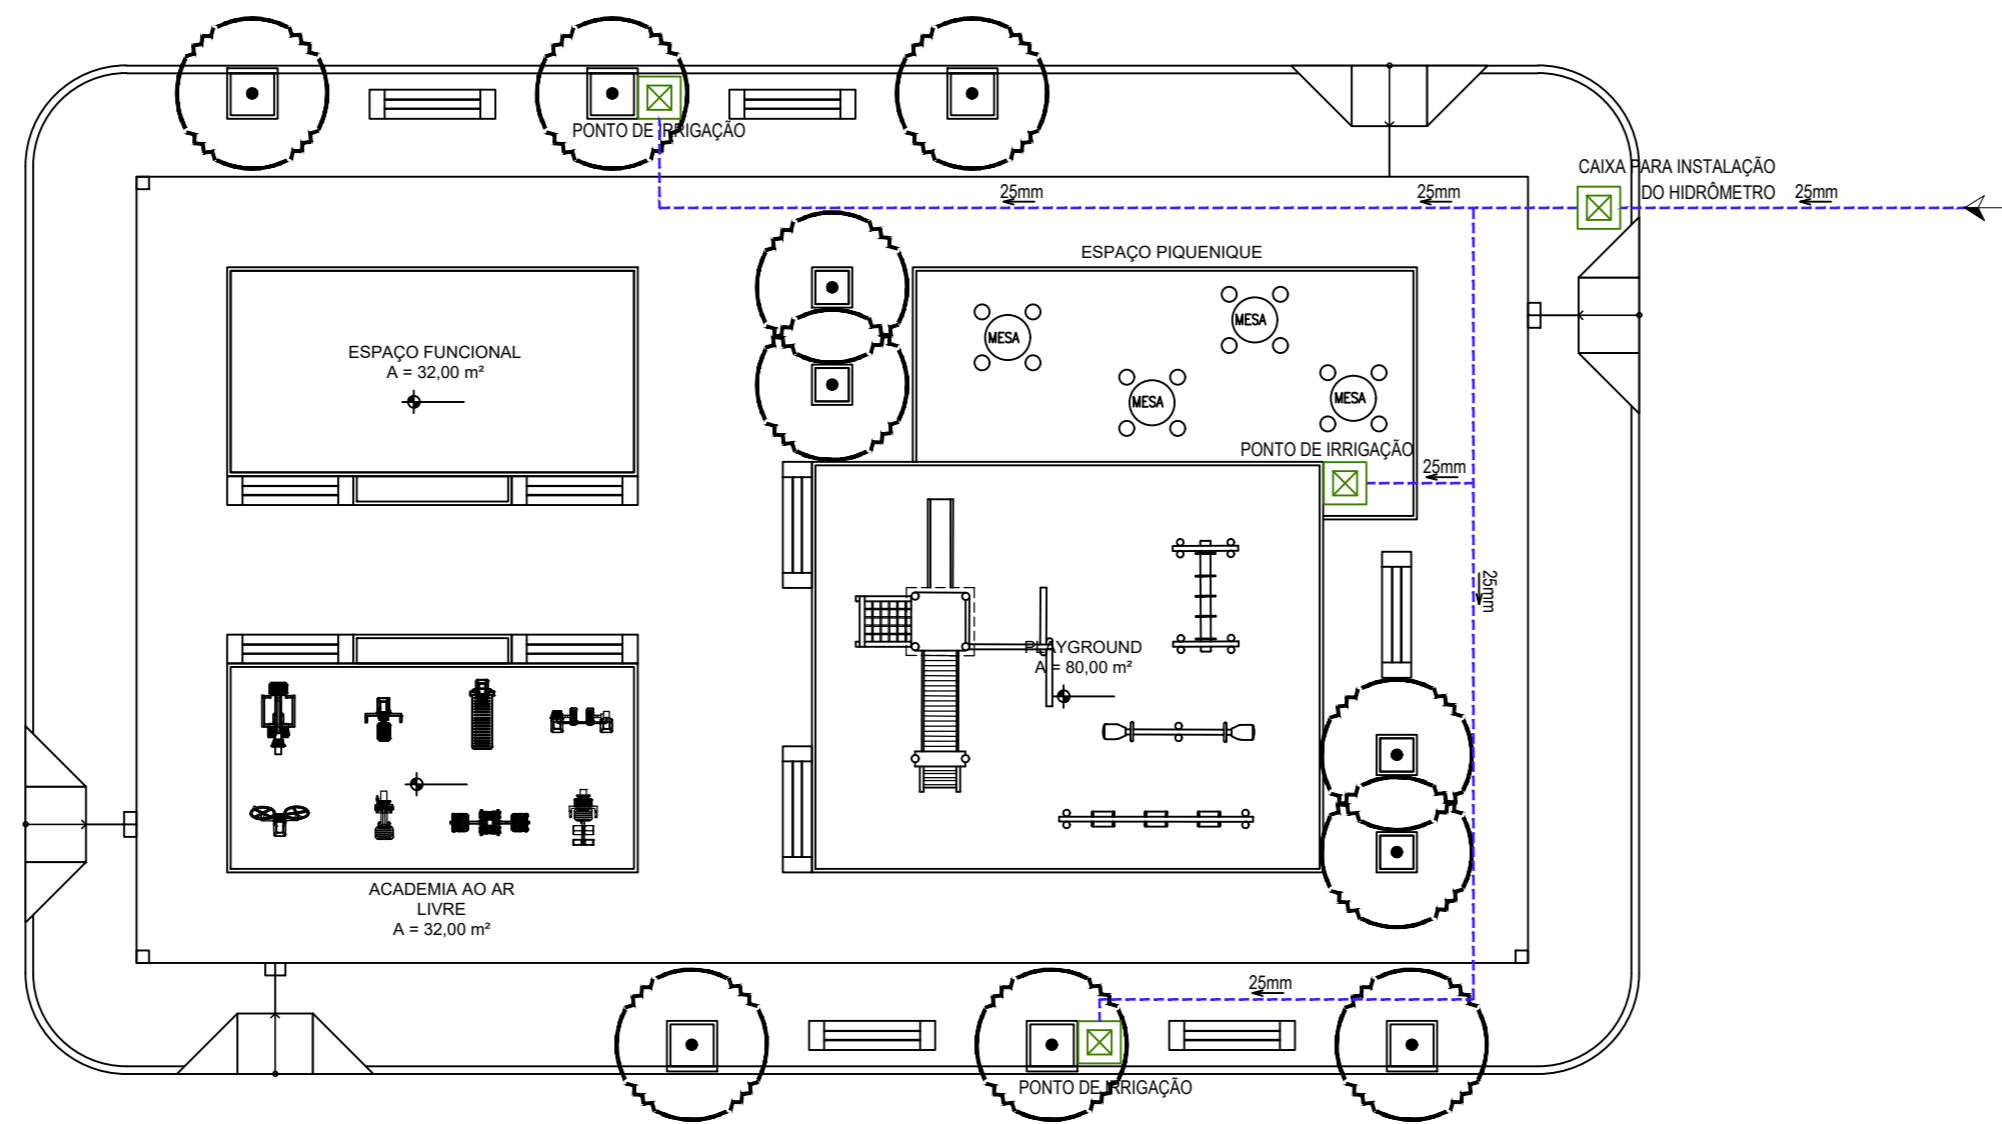 PONTO DE IRRIGAÇÃO
CAIXA PARA INSTALAÇÃO
DO HIDRÔMETRO
25mm
25mm
25mm
ESPAÇO PIQUENIQUE
MESA
MESA
MESA
MESA
ESPAÇO FUNCIONAL
A = 32,00 m²
PONTO DE IRRIGAÇÃO
25mm
25mm
PLAYGROUND
A = 80,00 m²
ACADEMIA AO AR
LIVRE
A = 32,00 m²
25mm
PONTO DE IRRIGAÇÃO